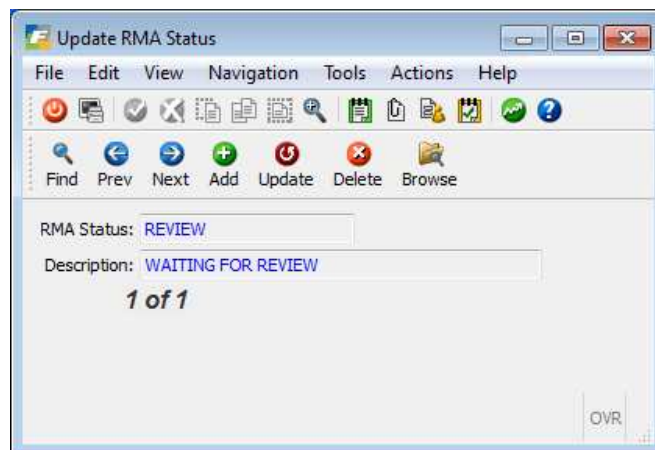 Update RMA Status
File Edit View Navigation Tools Actions Help
Find Prev Next Add Update Delete Browse
RMA Status: REVIEW
Description: WAITING FOR REVIEW
1 of 1
OVR